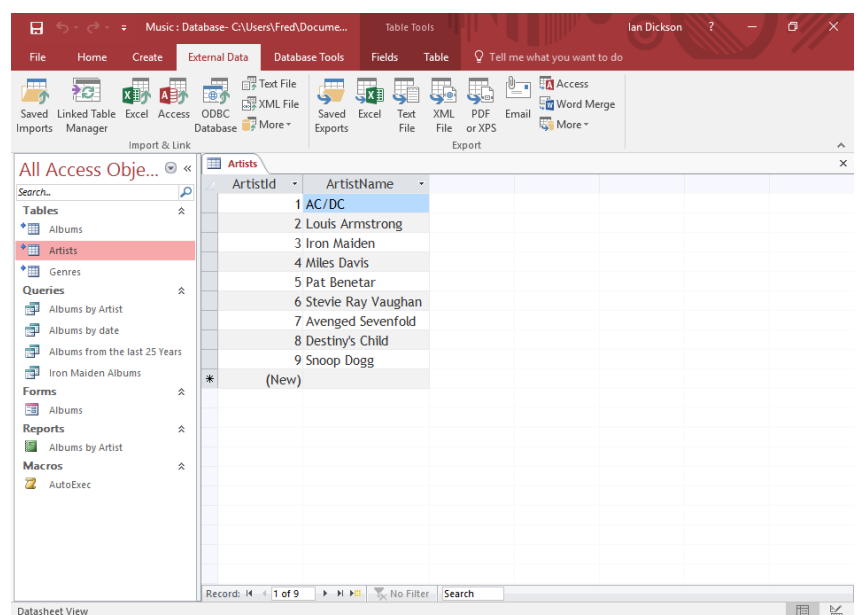 Music : Database- C:\Users\Fred\Docume...
Table Tools
Ian Dickson
?
File Home Create External Data Database Tools Fields Table Tell me what you want to do
Saved Imports
Linked Table Manager
Excel
Access
ODBC Database
Text File
XML File
More
Import & Link
Saved Exports
Excel
Text File
XML File
PDF or XPS
Email
Access
Word Merge
More
Export
All Access Obje...
Search..
Tables
Albums
Artists
Genres
Queries
Albums by Artist
Albums by date
Albums from the last 25 Years
Iron Maiden Albums
Forms
Albums
Reports
Albums by Artist
Macros
AutoExec
Artists
ArtistId ArtistName
1 AC/DC
2 Louis Armstrong
3 Iron Maiden
4 Miles Davis
5 Pat Benetar
6 Stevie Ray Vaughan
7 Avenged Sevenfold
8 Destiny's Child
9 Snoop Dogg
(New)
Record: 1 of 9 No Filter Search
Datasheet View